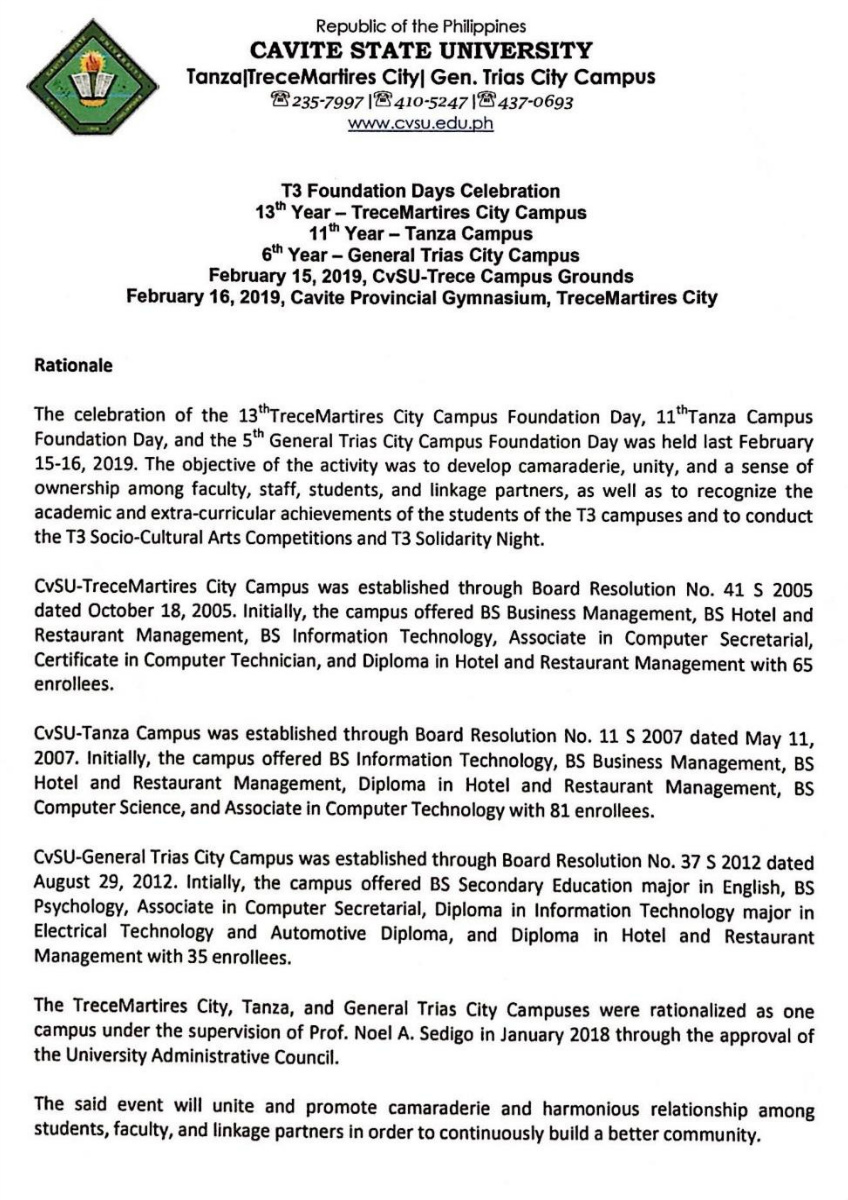 Republic of the Philippines
CAVITE STATE UNIVERSITY
Tanza|TreceMartires City| Gen. Trias City Campus
☏235-7997 |☏410-5247 |☏437-0693
www.cvsu.edu.ph
T3 Foundation Days Celebration
13th Year – TreceMartires City Campus
11th Year – Tanza Campus
6th Year – General Trias City Campus
February 15, 2019, CvSU-Trece Campus Grounds
February 16, 2019, Cavite Provincial Gymnasium, TreceMartires City
Rationale
The celebration of the 13thTreceMartires City Campus Foundation Day, 11thTanza Campus
Foundation Day, and the 5th General Trias City Campus Foundation Day was held last February
15-16, 2019. The objective of the activity was to develop camaraderie, unity, and a sense of
ownership among faculty, staff, students, and linkage partners, as well as to recognize the
academic and extra-curricular achievements of the students of the T3 campuses and to conduct
the T3 Socio-Cultural Arts Competitions and T3 Solidarity Night.
CvSU-TreceMartires City Campus was established through Board Resolution No. 41 S 2005
dated October 18, 2005. Initially, the campus offered BS Business Management, BS Hotel and
Restaurant Management, BS Information Technology, Associate in Computer Secretarial,
Certificate in Computer Technician, and Diploma in Hotel and Restaurant Management with 65
enrollees.
CvSU-Tanza Campus was established through Board Resolution No. 11 S 2007 dated May 11,
2007. Initially, the campus offered BS Information Technology, BS Business Management, BS
Hotel and Restaurant Management, Diploma in Hotel and Restaurant Management, BS
Computer Science, and Associate in Computer Technology with 81 enrollees.
CvSU-General Trias City Campus was established through Board Resolution No. 37 S 2012 dated
August 29, 2012. Intially, the campus offered BS Secondary Education major in English, BS
Psychology, Associate in Computer Secretarial, Diploma in Information Technology major in
Electrical Technology and Automotive Diploma, and Diploma in Hotel and Restaurant
Management with 35 enrollees.
The TreceMartires City, Tanza, and General Trias City Campuses were rationalized as one
campus under the supervision of Prof. Noel A. Sedigo in January 2018 through the approval of
the University Administrative Council.
The said event will unite and promote camaraderie and harmonious relationship among
students, faculty, and linkage partners in order to continuously build a better community.